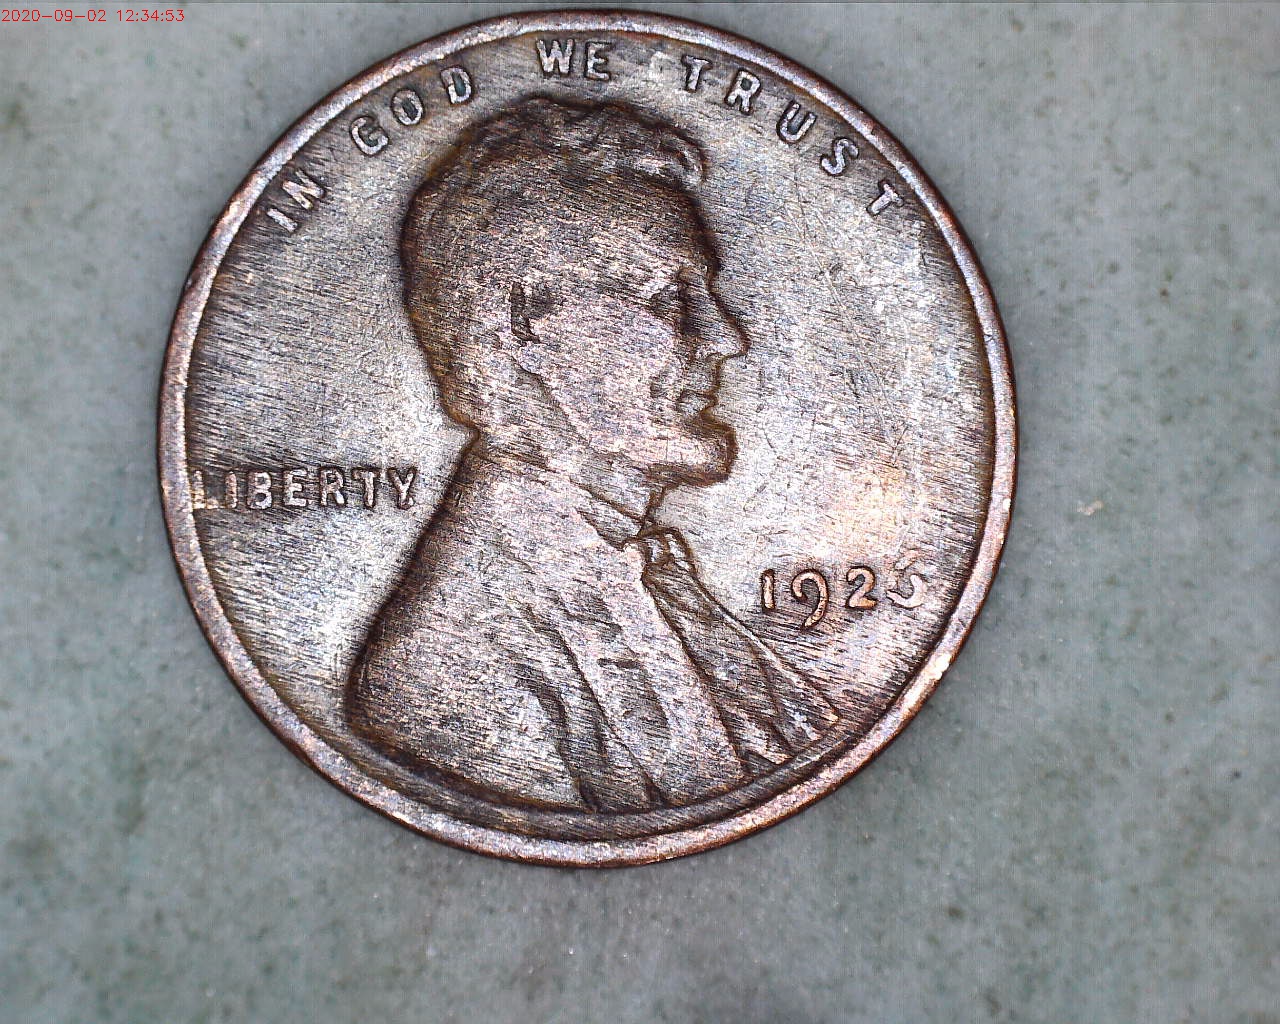 2020-09-02 12:34:53
IN GOD WE TRUST
LIBERTY
1925